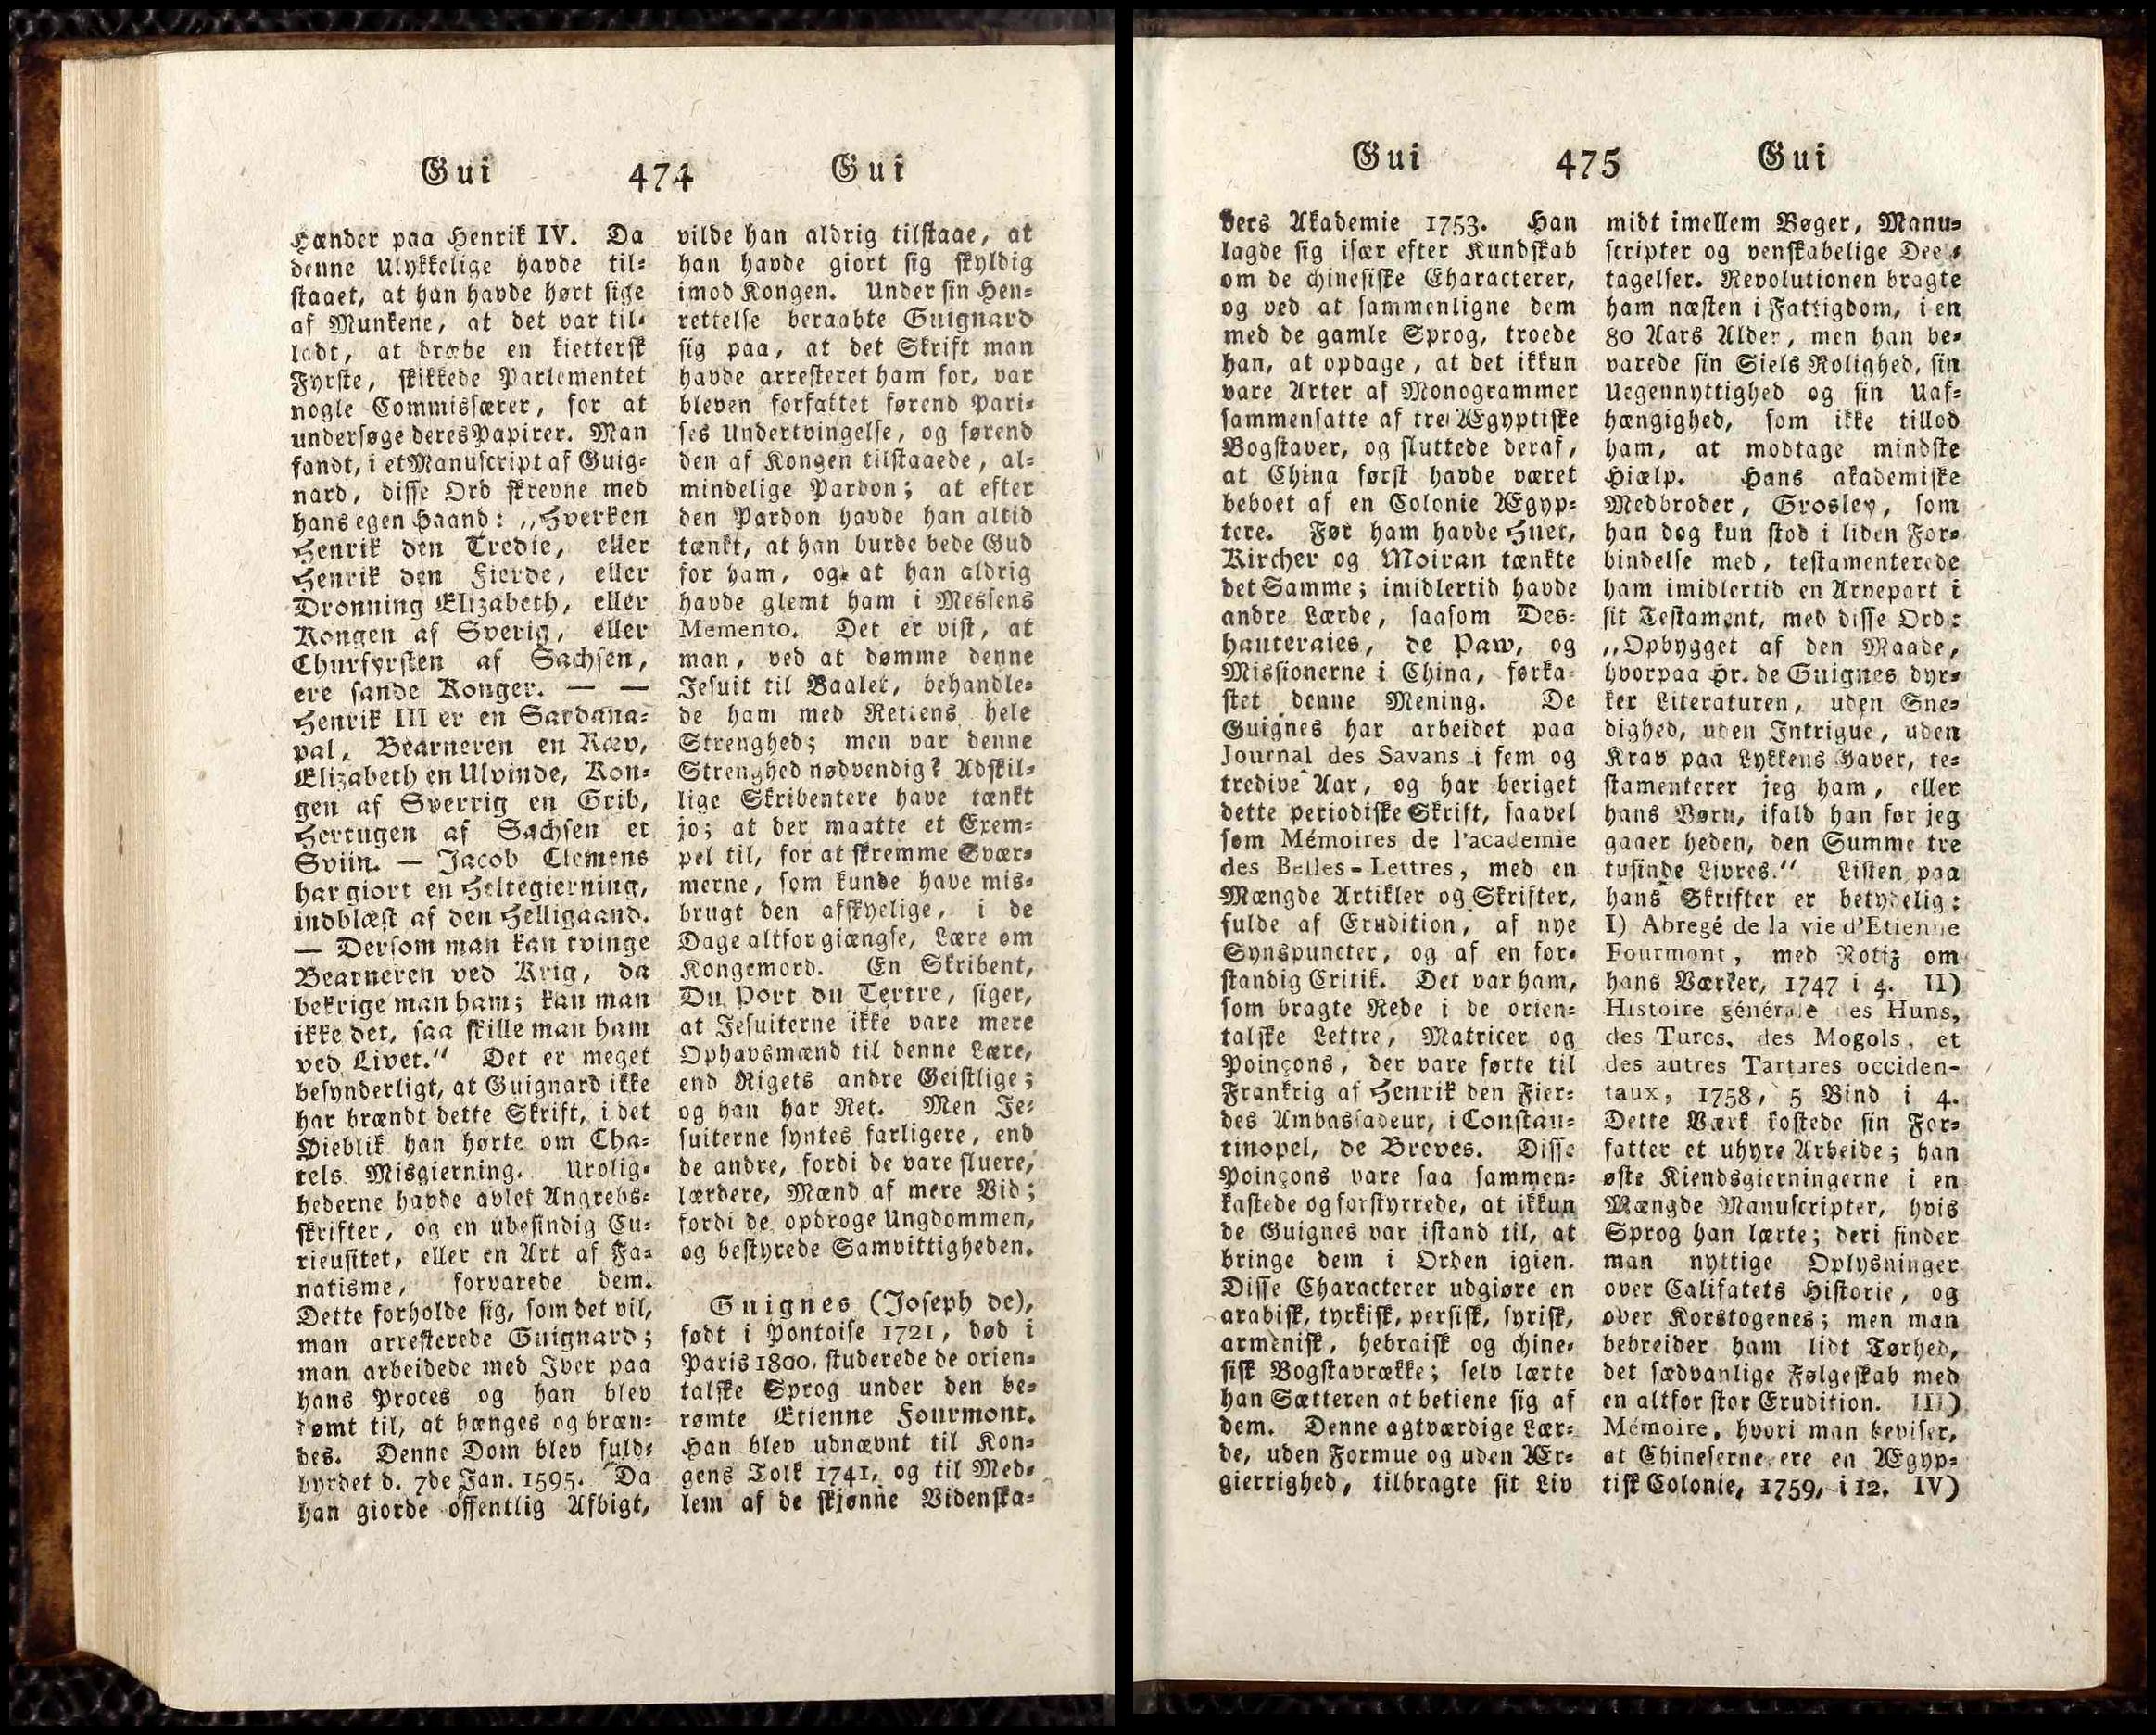 Gui 474 Gui
Hænder paa Henrik IV. Da
denne Ulykkelige havde til-
staaet, at han havde hørt sige
af Munkene, at det var til-
ladt, at dræbe en kiettersk
Fyrste, skikkede Parlementet
nogle Commissærer, for at
undersøge deres Papirer. Man
fandt, i et Manuscript af Guig-
nard, disse Ord skrevne med
hans egen Haand: „Hverken
Henrik den Tredie, eller
Henrik den Fierde, eller
Dronning Elizabeth, eller
Kongen af Sverig, eller
Churfyrsten af Sachsen,
ere sande Konger. — —
Henrik III er en Sardana-
pal, Bearneren en Ræv,
Elizabeth en Ulvinde, Kon-
gen af Sverrig en Grib,
Hertugen af Sachsen et
Sviin. — Jacob Clemens
har giort en Heltegierning,
indblæst af den Helligaand.
— Dersom man kan tvinge
Bearneren ved Krig, da
bekrige man ham; kan man
ikke det, saa skille man ham
ved Livet.“ Det er meget
besynderligt, at Guignard ikke
har brændt dette Skrift, i det
Øieblik han hørte om Cha-
tels Misgierning. Urolig-
hederne havde avlet Angrebs-
skrifter, og en ubesindig Cu-
rieusitet, eller en Art af Fa-
natisme, forvarede dem.
Dette forholde sig, som det vil,
man arresterede Guignard;
man arbeidede med Iver paa
hans Proces og han blev
dømt til, at hænges og bræn-
des. Denne Dom blev fuld-
byrdet d. 7de Jan. 1595. Da
han giorde offentlig Afbigt,
vilde han aldrig tilstaae, at
han havde giort sig skyldig
imod Kongen. Under sin Hen-
rettelse beraabte Guignard
sig paa, at det Skrift man
havde arresteret ham for, var
bleven forfattet førend Pari-
ses Undertvingelse, og førend
den af Kongen tilstaaede, al-
mindelige Pardon; at efter
den Pardon havde han altid
tænkt, at han burde bede Gud
for ham, og at han aldrig
havde glemt ham i Messens
Memento. Det er vist, at
man, ved at dømme denne
Jesuit til Baalet, behandle-
de ham med Rettens hele
Strenghed; men var denne
Strenghed nødvendig? Adskil-
lige Skribentere have tænkt
jo; at der maatte et Exem-
pel til, for at skremme Svær-
merne, som kunde have mis-
brugt den afskyelige, i de
Dage altfor giængse, Lære om
Kongemord. En Skribent,
Du Port du Tertre, siger,
at Jesuiterne ikke vare mere
Ophavsmænd til denne Lære,
end Rigets andre Geistlige;
og han har Ret. Men Je-
suiterne syntes farligere, end
de andre, fordi de vare sluere,
lærdere, Mænd af mere Vid;
fordi de opdroge Ungdommen,
og bestyrede Samvittigheden.
Guignes (Joseph de),
født i Pontoise 1721, død i
Paris 1800, studerede de orien-
talske Sprog under den be-
rømte Etienne Fourmont.
Han blev udnævnt til Kon-
gens Tolk 1741, og til Med-
lem af de skjønne Videnska-
Gui 475 Gui
bers Akademie 1753. Han
lagde sig især efter Kundskab
om de chinesiske Characterer,
og ved at sammenligne dem
med de gamle Sprog, troede
han, at opdage, at det ikkun
vare Arter af Monogrammer
sammensatte af tre Ægyptiske
Bogstaver, og sluttede deraf,
at China først havde været
beboet af en Colonie Ægyp-
tere. Før ham havde Huet,
Kircher og Moiran tænkte
det Samme; imidlertid havde
andre Lærde, saasom Des-
hauteraies, de Paw, og
Missionerne i China, forka-
stet denne Mening. De
Guignes har arbeidet paa
Journal des Savans i fem og
tredive Aar, og har beriget
dette periodiske Skrift, saavel
som Mémoires de l'academie
des Belles-Lettres, med en
Mængde Artikler og Skrifter,
fulde af Erudition, af nye
Synspuncter, og af en for-
standig Critik. Det var ham,
som bragte Rede i de orien-
talske Lettre, Matricer og
Poinçons, der vare førte til
Frankrig af Henrik den Fier-
des Ambassadeur, i Constan-
tinopel, de Breves. Disse
Poinçons vare saa sammen-
kastede og forstyrrede, at ikkun
de Guignes var istand til, at
bringe dem i Orden igien.
Disse Characterer udgiøre en
arabisk, tyrkisk, persisk, syrisk,
armenisk, hebraisk og chine-
sisk Bogstavrække; selv lærte
han Sætteren at betiene sig af
dem. Denne agtværdige Lær-
de, uden Formue og uden Ær-
gierrighed, tilbragte sit Liv
midt imellem Bøger, Manu-
scripter og venskabelige Deel-
tagelser. Revolutionen bragte
ham næsten i Fattigdom, i en
80 Aars Alder, men han be-
varede sin Siels Rolighed, sin
Uegennyttighed og sin Uaf-
hængighed, som ikke tillod
ham, at modtage mindste
Hiælp. Hans akademiske
Medbroder, Grosley, som
han dog kun stod i liden For-
bindelse med, testamenterede
ham imidlertid en Arvepart i
sit Testament, med disse Ord:
„Opbygget af den Maade,
hvorpaa Hr. de Guignes dyr-
ker Literaturen, uden Sne-
dighed, uden Intrigue, uden
Krav paa Lykkens Gaver, te-
stamenterer jeg ham, eller
hans Børn, ifald han før jeg
gaaer heden, den Summe tre
tusinde Livres.“ Listen paa
hans Skrifter er betydelig:
I) Abregé de la vie d'Etienne
Fourmont, med Notiz om
hans Værker, 1747 i 4. II)
Histoire générale des Huns,
des Turcs, des Mogols, et
des autres Tartares occiden-
taux, 1758, 5 Bind i 4.
Dette Værk kostede sin For-
fatter et uhyre Arbeide; han
øste Kiendsgierningerne i en
Mængde Manuscripter, hvis
Sprog han lærte; deri finder
man nyttige Oplysninger
over Califatets Historie, og
over Korstogenes; men man
bebreider ham lidt Tørhed,
det sædvanlige Følgeskab med
en altfor stor Erudition. III)
Mémoire, hvori man beviser,
at Chineserne ere en Ægyp-
tisk Colonie, 1759, i 12. IV)